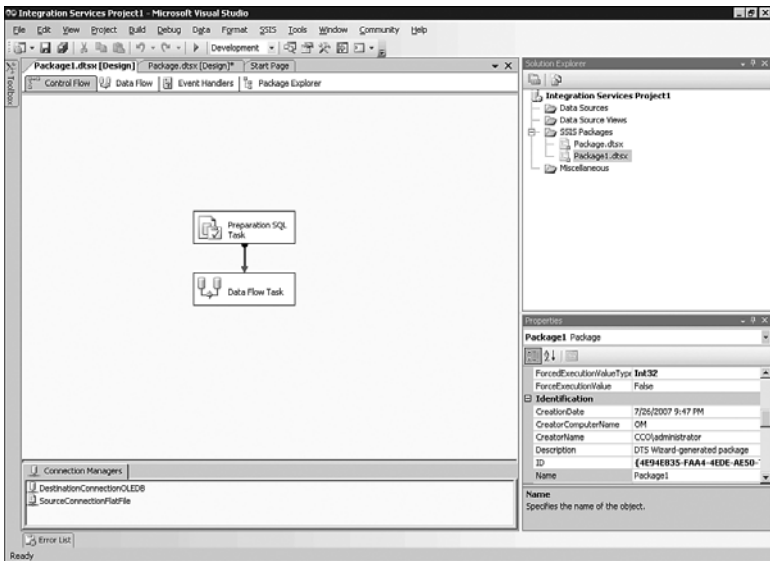 Integration Services Project1 - Microsoft Visual Studio
File Edit View Project Build Debug Data Format SSIS Tools Window Community Help
Development
Toolbox
Package1.dtsx [Design] Package.dtsx [Design]* Start Page
Control Flow Data Flow Event Handlers Package Explorer
Preparation SQL
Task
Data Flow Task
Connection Managers
DestinationConnectionOLEDB
SourceConnectionFlatFile
Error List
Ready
Solution Explorer
Integration Services Project1
Data Sources
Data Source Views
SSIS Packages
Package.dtsx
Package1.dtsx
Miscellaneous
Properties
Package1 Package
ForcedExecutionValueType Int32
ForceExecutionValue False
Identification
CreationDate 7/26/2007 9:47 PM
CreatorComputerName OM
CreatorName CCO\administrator
Description DTS Wizard-generated package
ID {4E94E835-FAA4-4EDE-AE50-
Name Package1
Name
Specifies the name of the object.